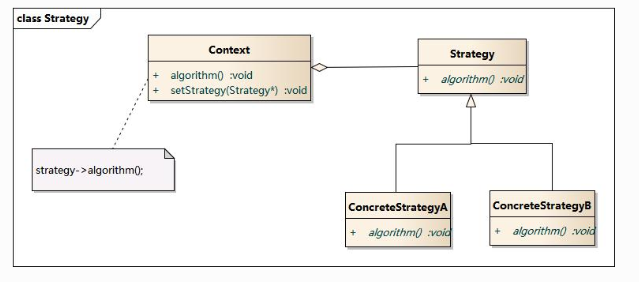 class Strategy
Context
+ algorithm() :void
+ setStrategy(Strategy*) :void
Strategy
+ algorithm() :void
strategy->algorithm();
ConcreteStrategyA
+ algorithm() :void
ConcreteStrategyB
+ algorithm() :void